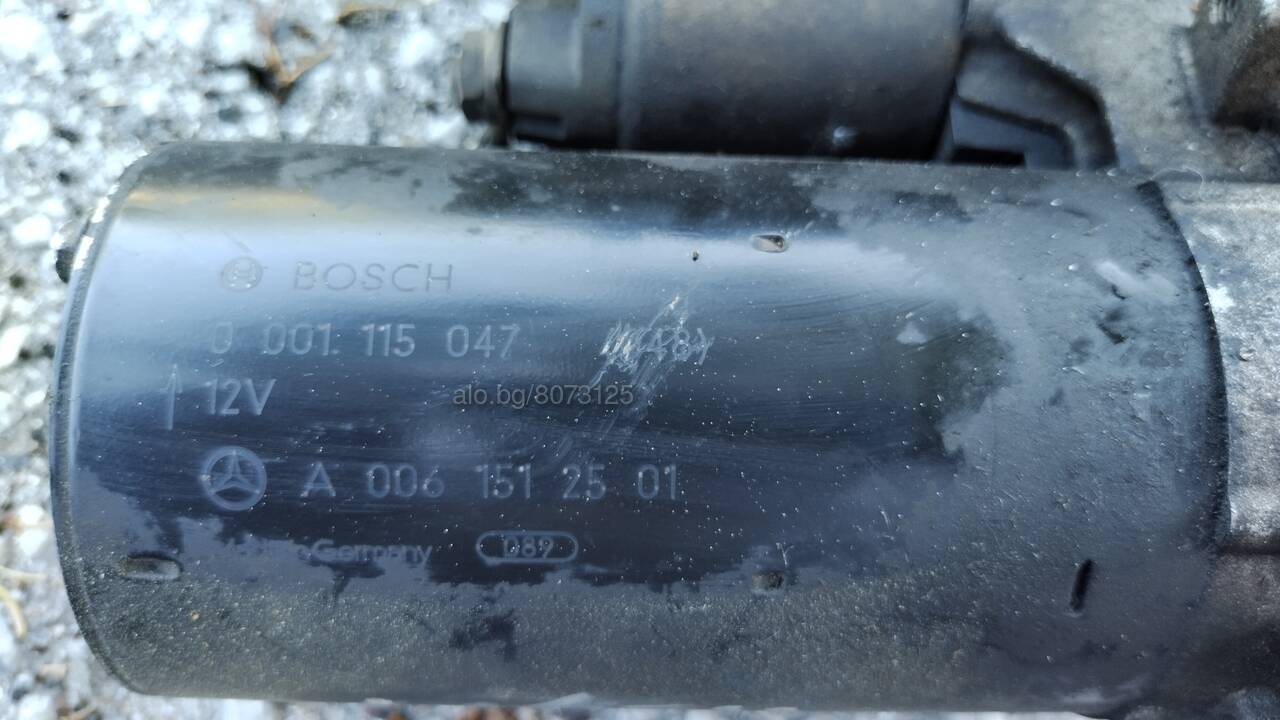 BOSCH
0 001 115 047
12V
alo.bg/8073125
A 006 151 25 01
Germany 089